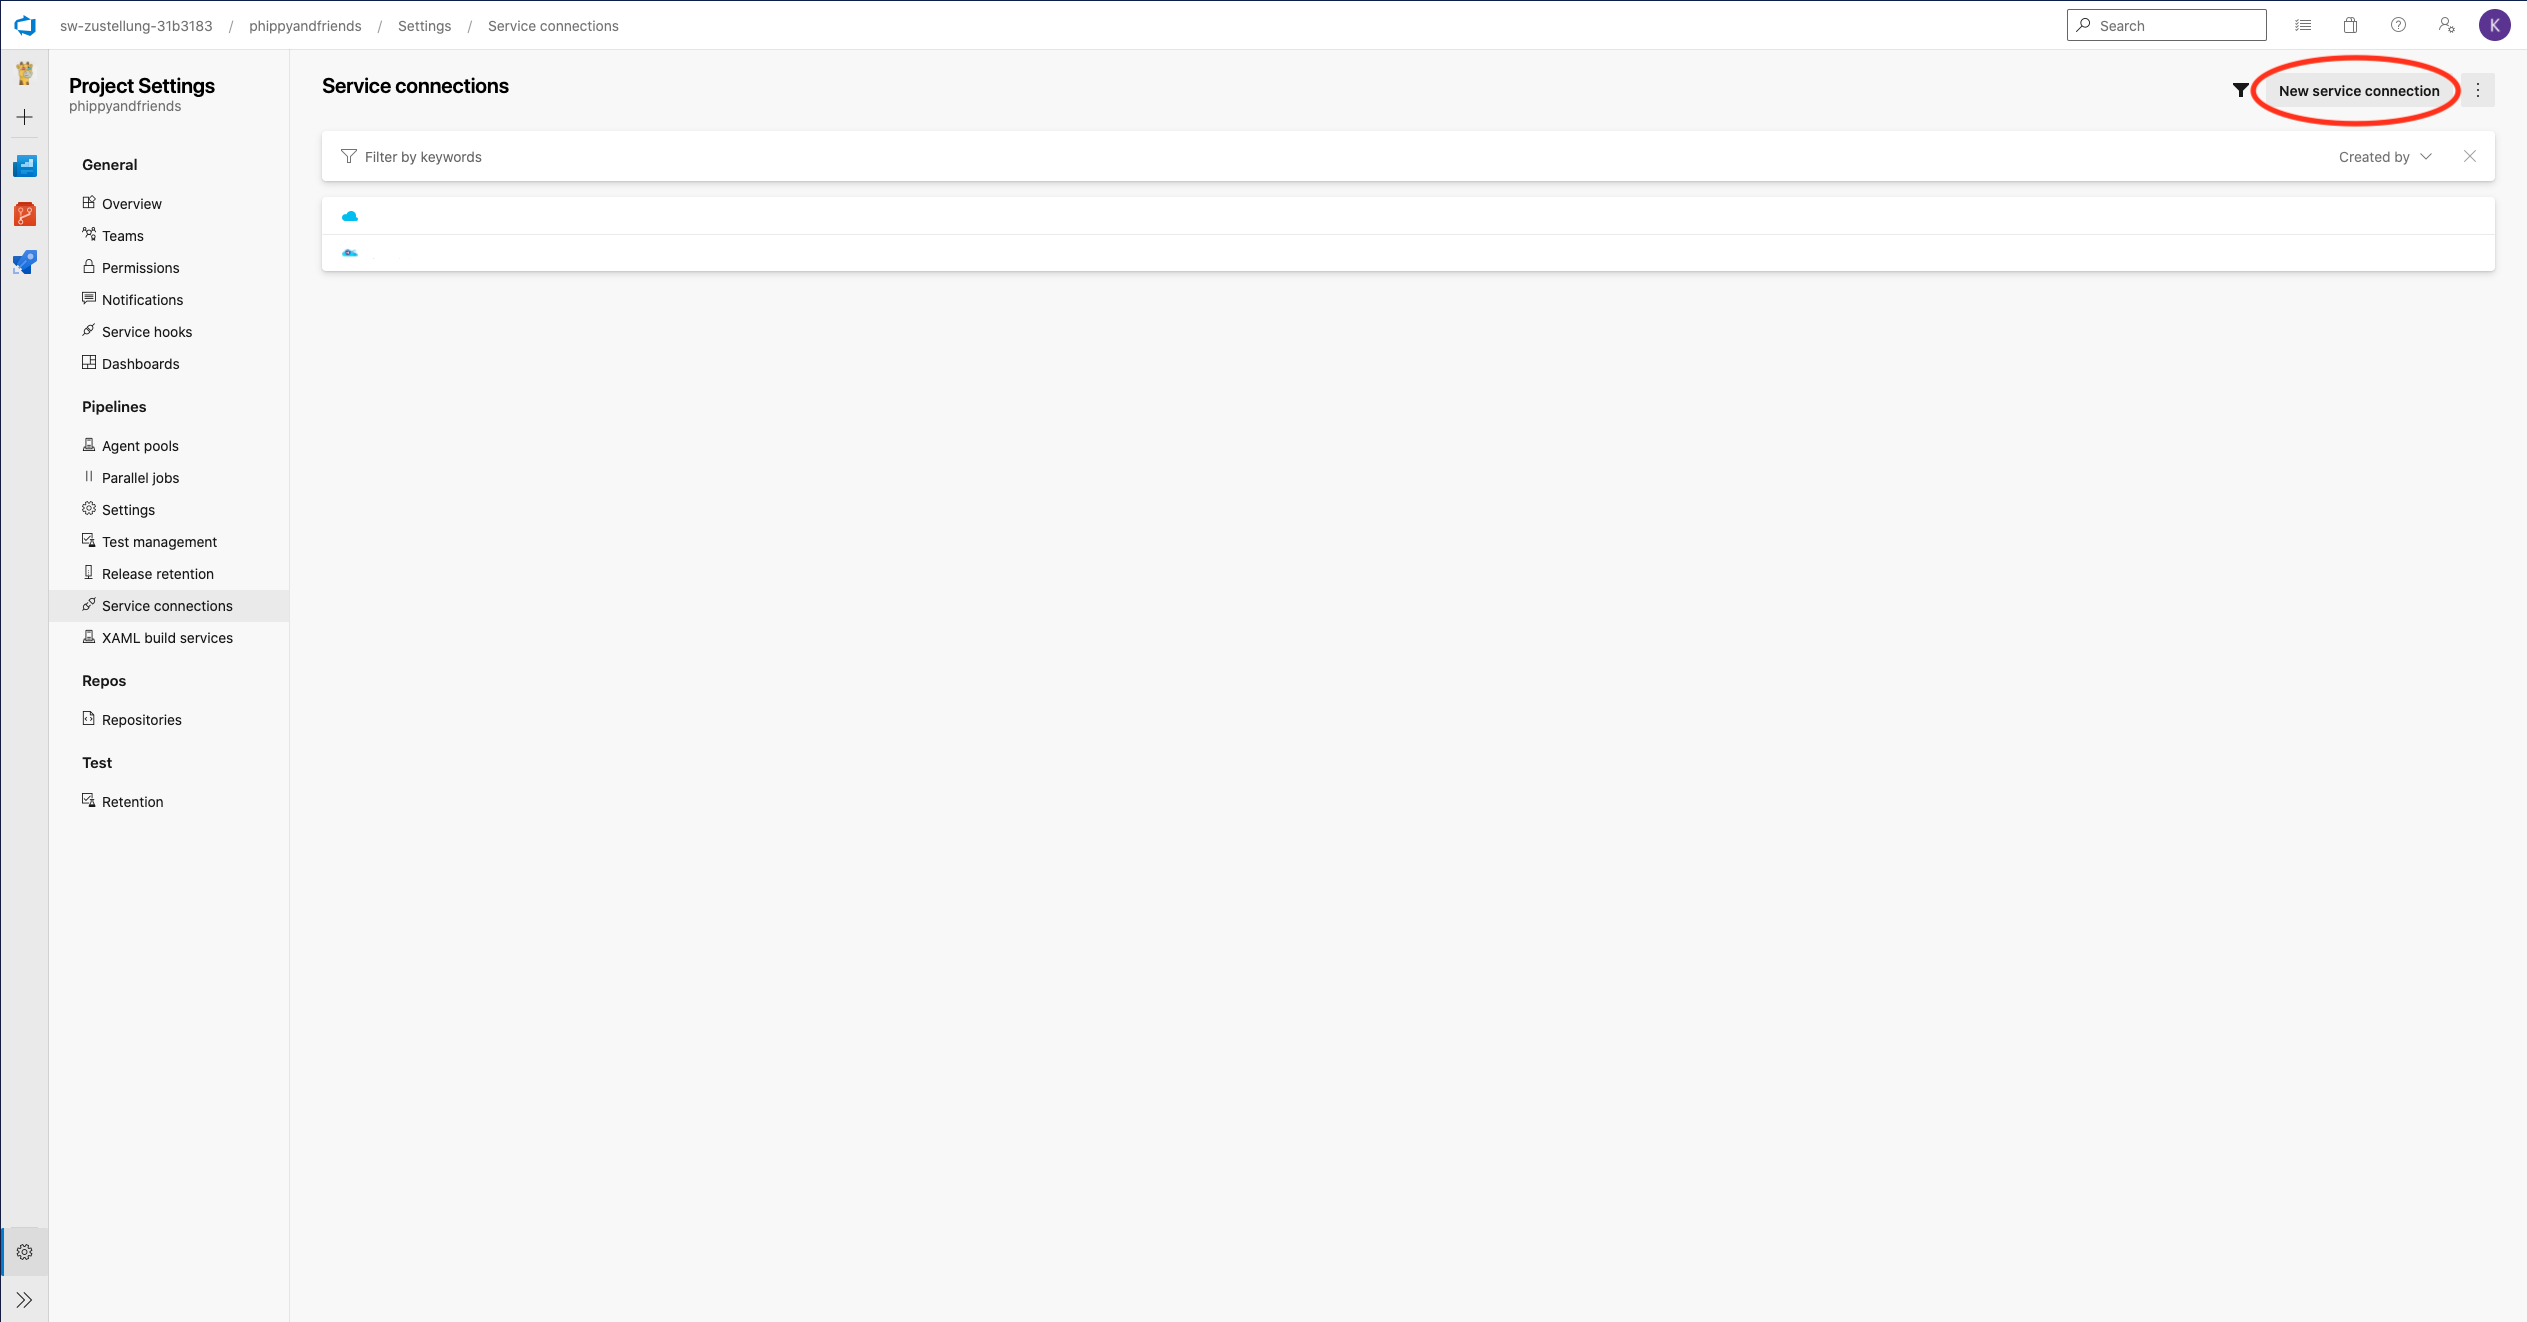 sw-zustellung-31b3183 / phippyandfriends / Settings / Service connections
Search
K
Project Settings
phippyandfriends
General
Overview
Teams
Permissions
Notifications
Service hooks
Dashboards
Pipelines
Agent pools
Parallel jobs
Settings
Test management
Release retention
Service connections
XAML build services
Repos
Repositories
Test
Retention
Service connections
New service connection
Filter by keywords
Created by